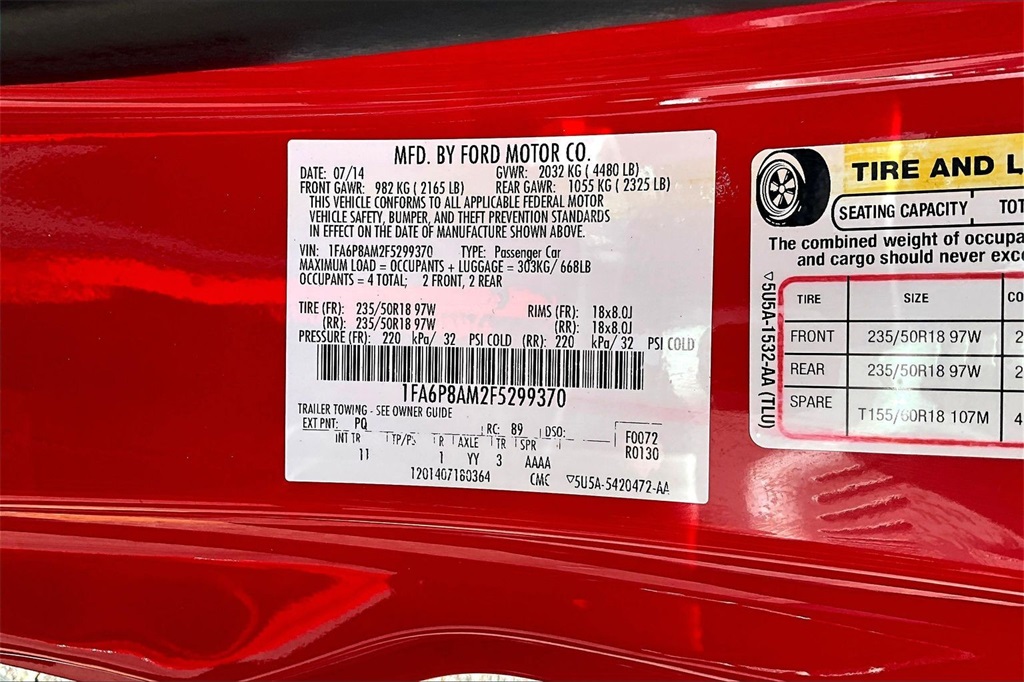 MFD. BY FORD MOTOR CO.
DATE: 07/14 GVWR: 2032 KG ( 4480 LB)
FRONT GAWR: 982 KG ( 2165 LB) REAR GAWR: 1055 KG ( 2325 LB)
THIS VEHICLE CONFORMS TO ALL APPLICABLE FEDERAL MOTOR
VEHICLE SAFETY, BUMPER, AND THEFT PREVENTION STANDARDS
IN EFFECT ON THE DATE OF MANUFACTURE SHOWN ABOVE.
VIN: 1FA6P8AM2F5299370 TYPE: Passenger Car
MAXIMUM LOAD = OCCUPANTS + LUGGAGE = 303KG/ 668LB
OCCUPANTS = 4 TOTAL; 2 FRONT, 2 REAR
TIRE (FR): 235/50R18 97W RIMS (FR): 18x8.0J
(RR): 235/50R18 97W (RR): 18x8.0J
PRESSURE (FR): 220 kPa/ 32 PSI COLD (RR): 220 kPa/ 32 PSI COLD
1FA6P8AM2F5299370
TRAILER TOWING - SEE OWNER GUIDE
EXT PNT: PQ RC: 89 DSO: F0072
R0130
INT TR TP/PS R AXLE TR SPR
11 1 YY 3 AAAA
1201407160364 CMC ▽5U5A-5420472-AA
TIRE AND L
SEATING CAPACITY TOT
The combined weight of occupa
and cargo should never exce
TIRE SIZE CO
FRONT 235/50R18 97W 2
REAR 235/50R18 97W 2
SPARE T155/60R18 107M 4
▽5U5A-1532-AA (TLU)